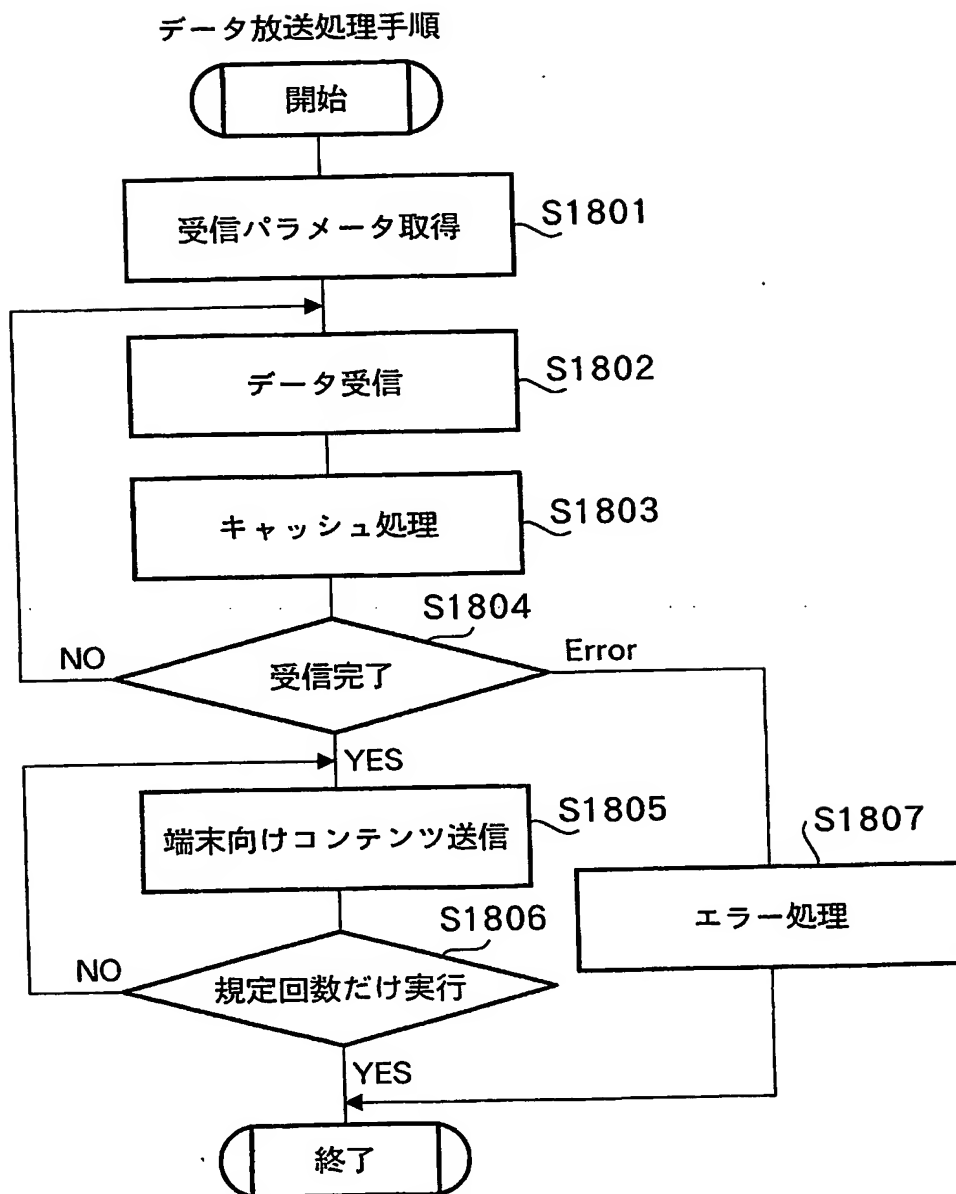 データ放送処理手順
開始
受信パラメータ取得
S1801
データ受信
S1802
キャッシュ処理
S1803
S1804
NO
受信完了
Error
YES
端末向けコンテンツ送信
S1805
S1807
エラー処理
S1806
NO
規定回数だけ実行
YES
終了